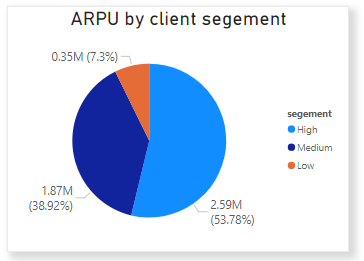 ARPU by client segement
0.35M (7.3%)
1.87M
(38.92%)
2.59M
(53.78%)
segement
High
Medium
Low